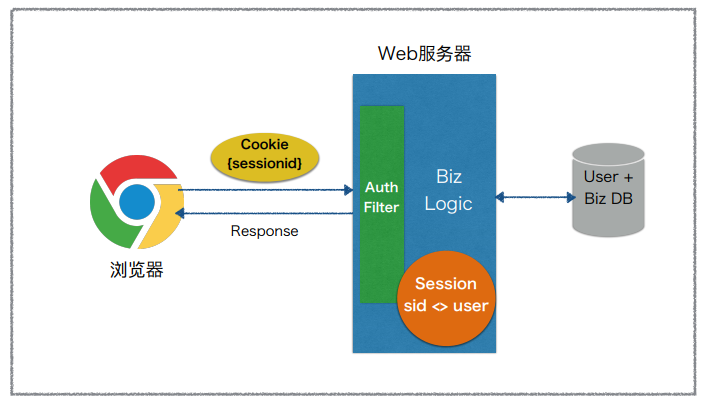 Web服务器
Cookie
{sessionid}
Auth
Filter
Biz
Logic
User +
Biz DB
Response
浏览器
Session
sid <> user